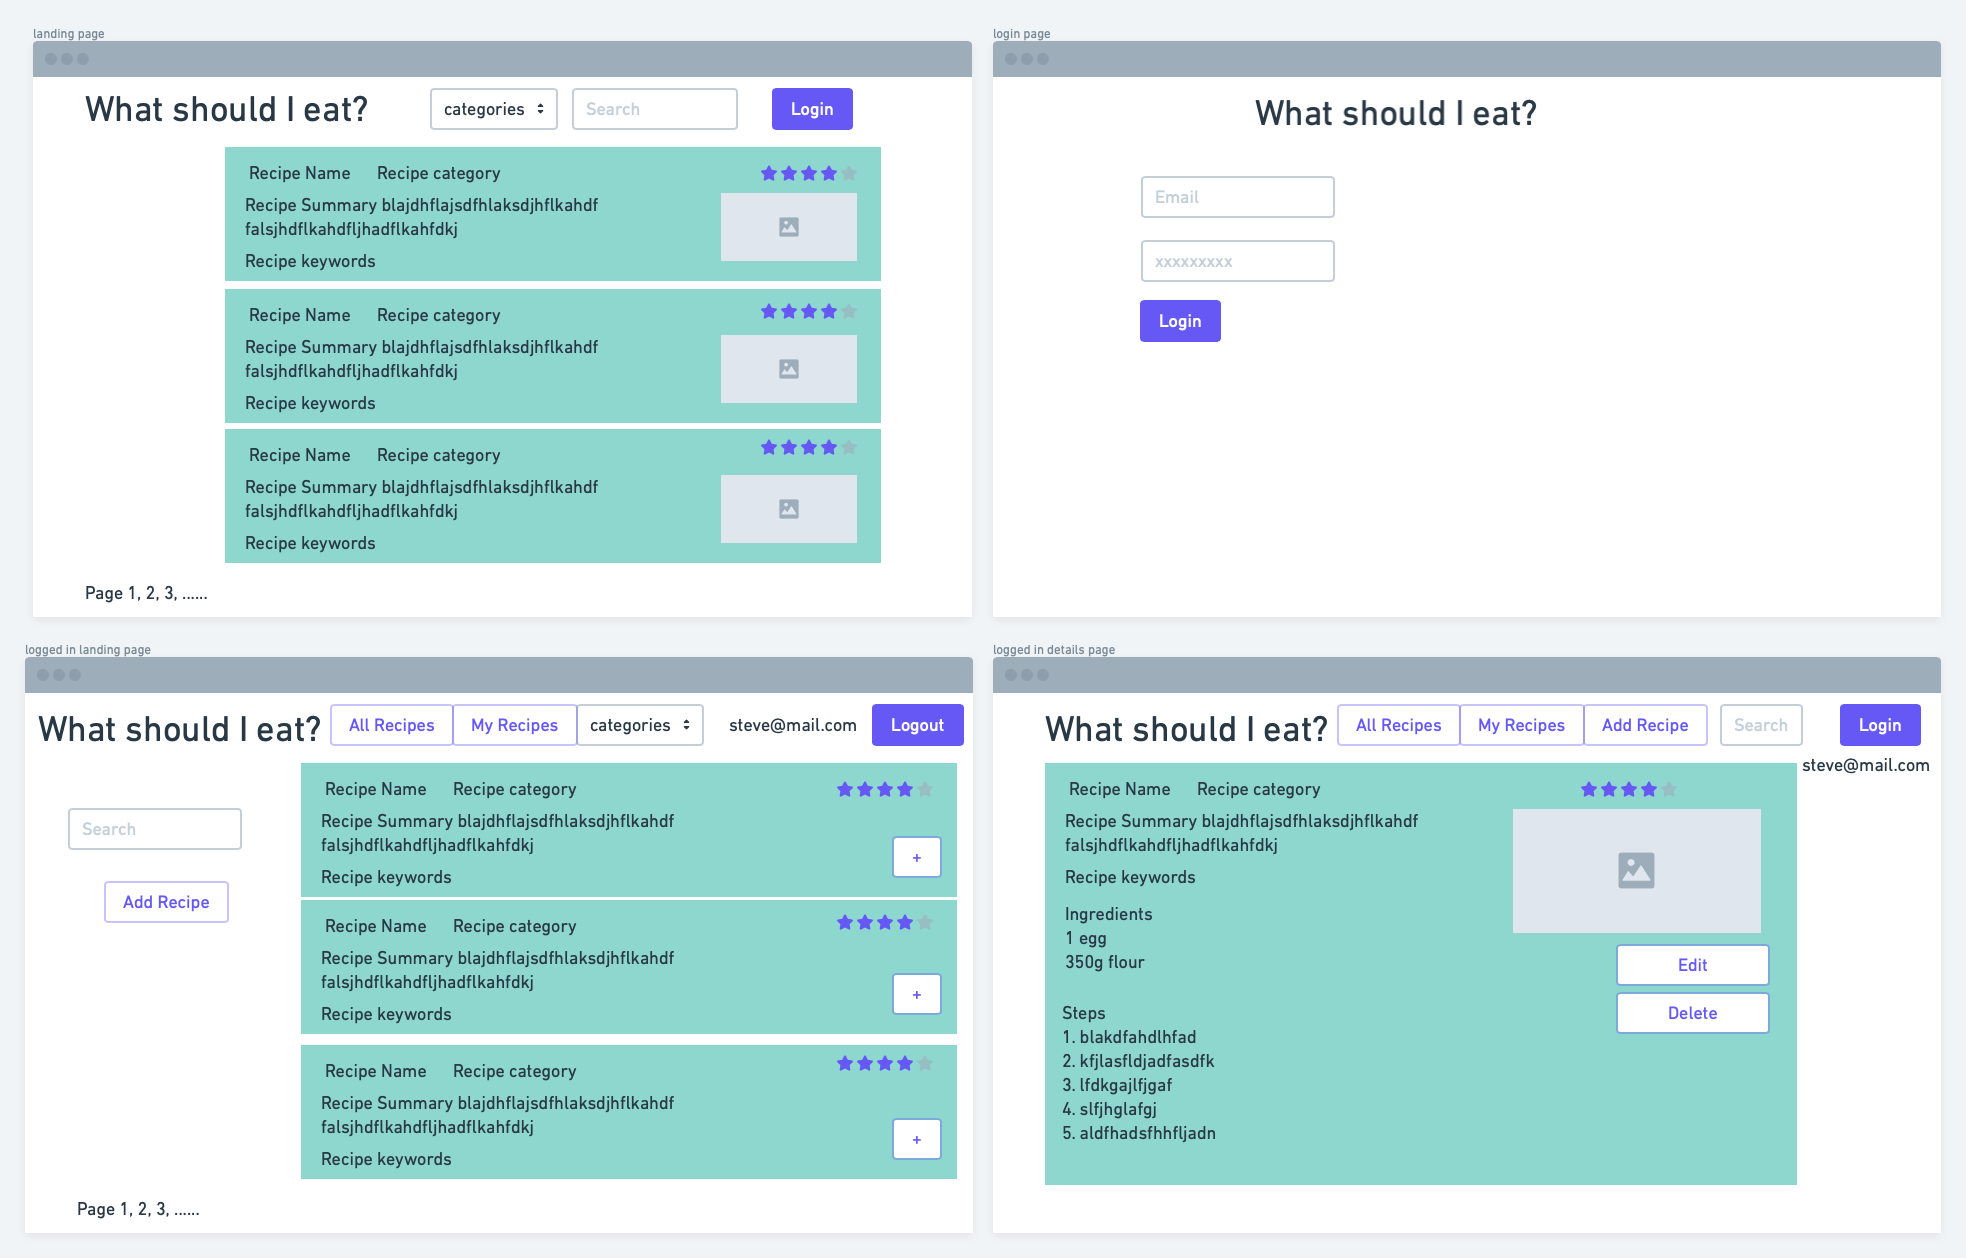 landing page
What should I eat?
categories
Search
Login
Recipe Name Recipe category
Recipe Summary blajdhflajsdfhlaksdjhflkahdf
falsjhdflkahdfljhadflkahfdkj
Recipe keywords
Recipe Name Recipe category
Recipe Summary blajdhflajsdfhlaksdjhflkahdf
falsjhdflkahdfljhadflkahfdkj
Recipe keywords
Recipe Name Recipe category
Recipe Summary blajdhflajsdfhlaksdjhflkahdf
falsjhdflkahdfljhadflkahfdkj
Recipe keywords
Page 1, 2, 3, ......
login page
What should I eat?
Email
xxxxxxxxx
Login
logged in landing page
What should I eat?
All Recipes
My Recipes
categories
steve@mail.com
Logout
Search
Add Recipe
Recipe Name Recipe category
Recipe Summary blajdhflajsdfhlaksdjhflkahdf
falsjhdflkahdfljhadflkahfdkj
+
Recipe keywords
Recipe Name Recipe category
Recipe Summary blajdhflajsdfhlaksdjhflkahdf
falsjhdflkahdfljhadflkahfdkj
+
Recipe keywords
Recipe Name Recipe category
Recipe Summary blajdhflajsdfhlaksdjhflkahdf
falsjhdflkahdfljhadflkahfdkj
+
Recipe keywords
Page 1, 2, 3, ......
logged in details page
What should I eat?
All Recipes
My Recipes
Add Recipe
Search
Login
steve@mail.com
Recipe Name Recipe category
Recipe Summary blajdhflajsdfhlaksdjhflkahdf
falsjhdflkahdfljhadflkahfdkj
Recipe keywords
Ingredients
1 egg
350g flour
Edit
Delete
Steps
1. blakdfahdlhfad
2. kfjlasfldjadfasdfk
3. lfdkgajlfjgaf
4. slfjhglafgj
5. aldfhadsfhhfljadn